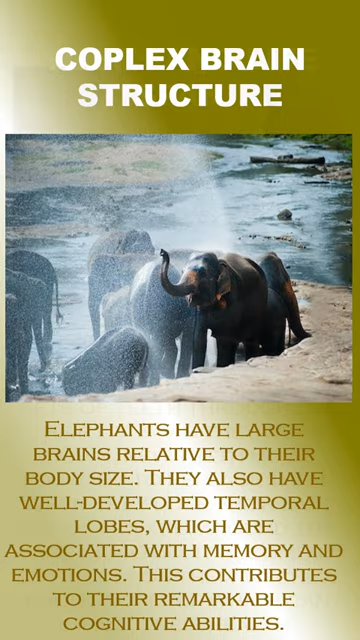 COPLEX BRAIN
STRUCTURE
Elephants have large
brains relative to their
body size. They also have
well-developed temporal
lobes, which are
associated with memory and
emotions. This contributes
to their remarkable
cognitive abilities.